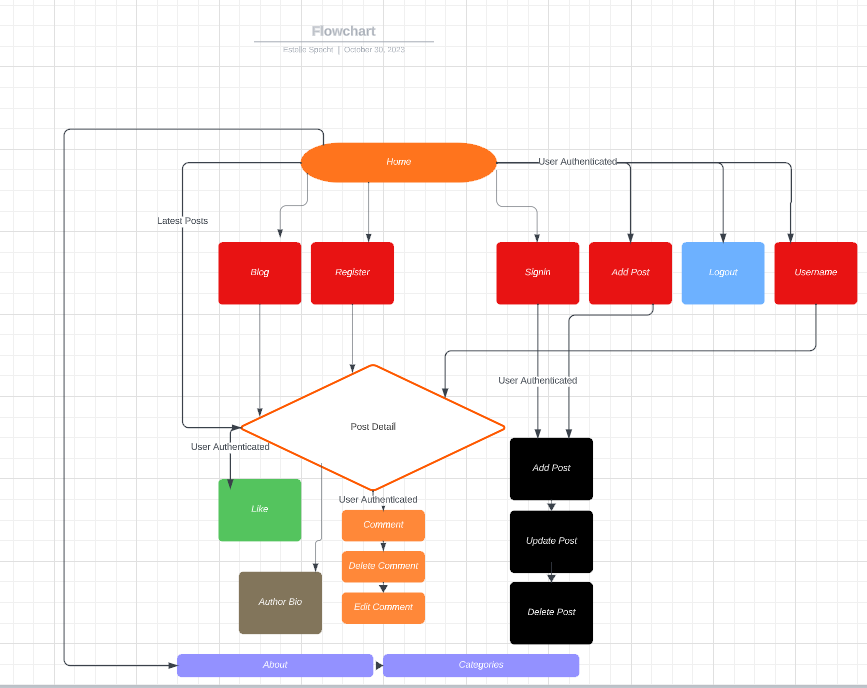 Flowchart
Estelle Specht | October 30, 2023
Home
User Authenticated
Latest Posts
Blog
Register
Signin
Add Post
Logout
Username
User Authenticated
Post Detail
User Authenticated
Add Post
User Authenticated
Like
Comment
Update Post
Delete Comment
Author Bio
Edit Comment
Delete Post
About
Categories